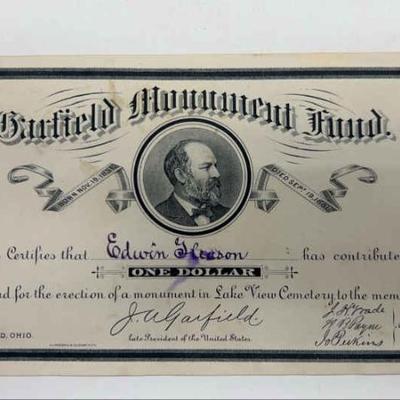 Garfield Monument Fund.
BORN NOV. 19, 1831. DIED SEPT. 19, 1881.
Certifies that Edwin Gleason has contribute
ONE DOLLAR
nd for the erection of a monument in Lake View Cemetery to the mem
J. A. Garfield. J. H. Wade
H. B. Payne
Jo Perkins
D, OHIO. late President of the United States.